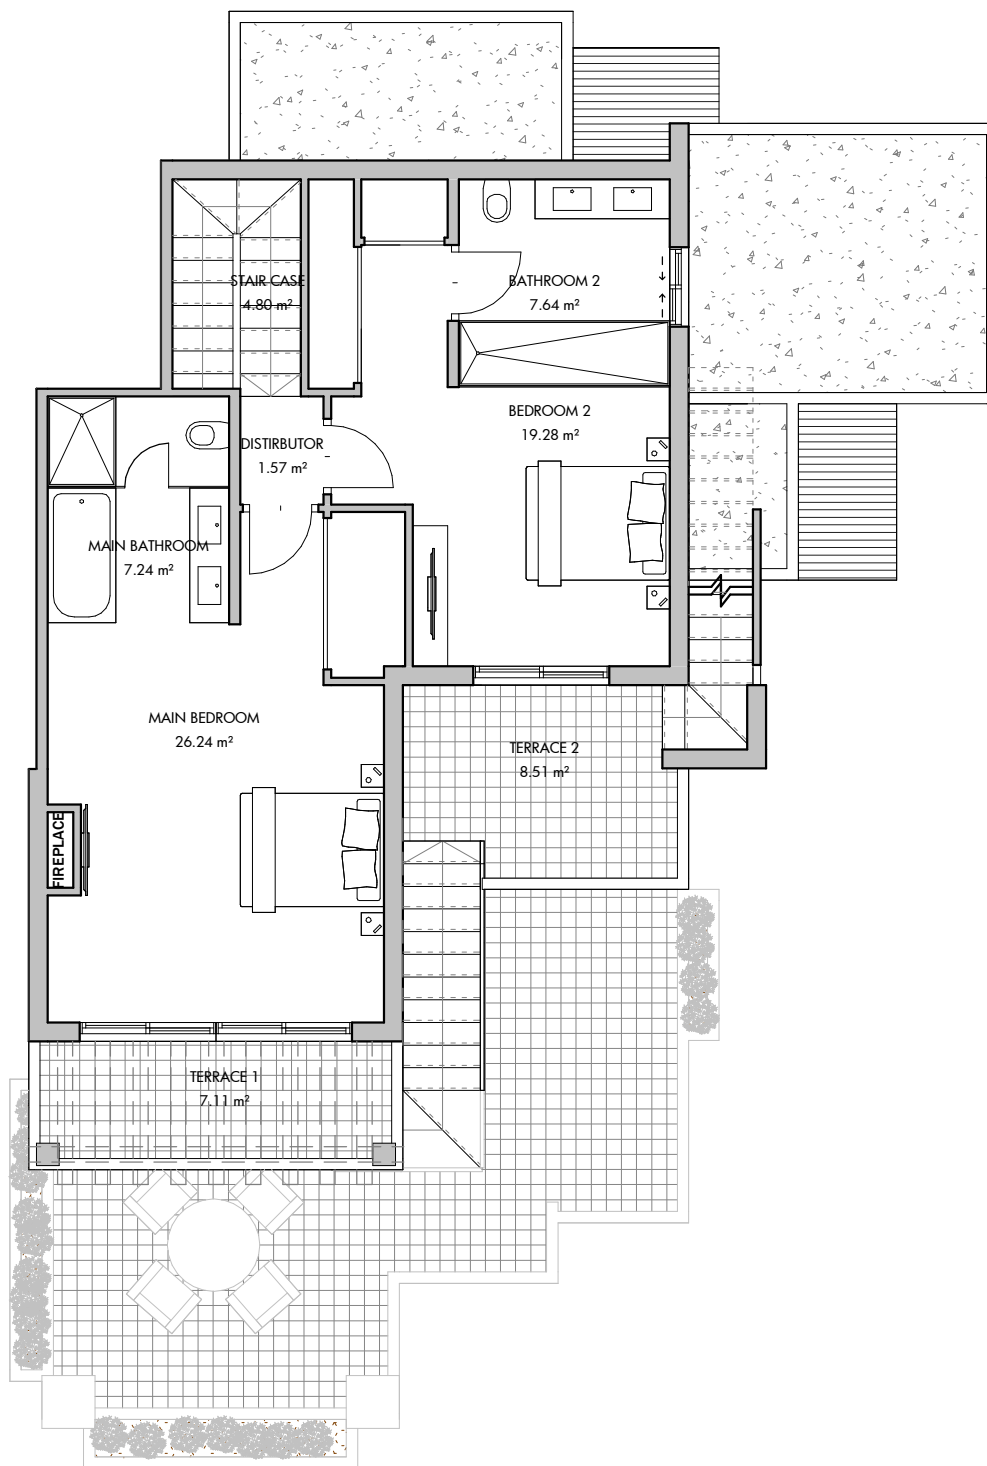 STAIR CASE
4.80 m²
BATHROOM 2
7.64 m²
BEDROOM 2
19.28 m²
DISTIRBUTOR
1.57 m²
MAIN BATHROOM
7.24 m²
MAIN BEDROOM
26.24 m²
TERRACE 2
8.51 m²
FIREPLACE
TERRACE 1
7.11 m²